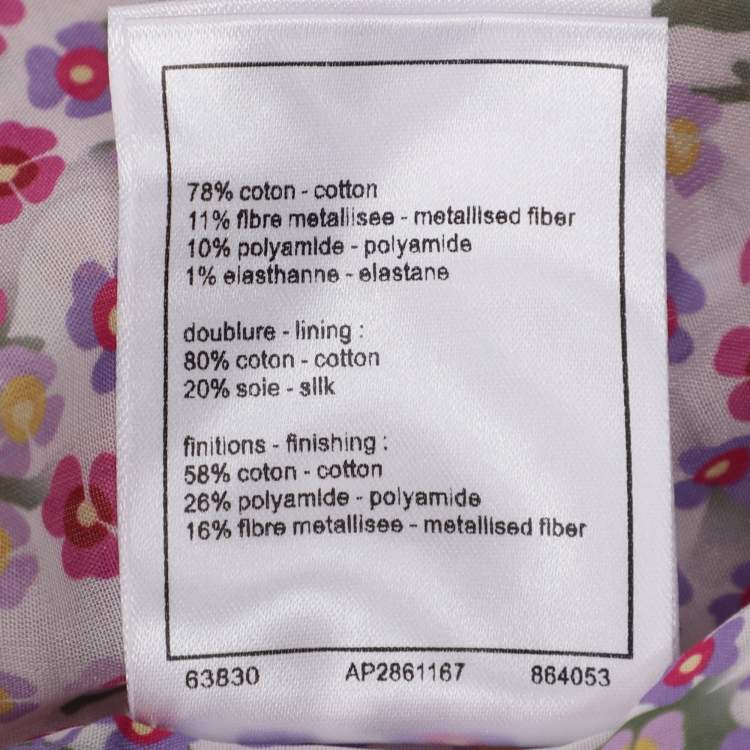 78% coton - cotton
11% fibre metallisee - metallised fiber
10% polyamide - polyamide
1% elasthanne - elastane
doublure - lining :
80% coton - cotton
20% soie - silk
finitions - finishing :
58% coton - cotton
26% polyamide - polyamide
16% fibre metallisee - metallised fiber
63830 AP2861167 864053